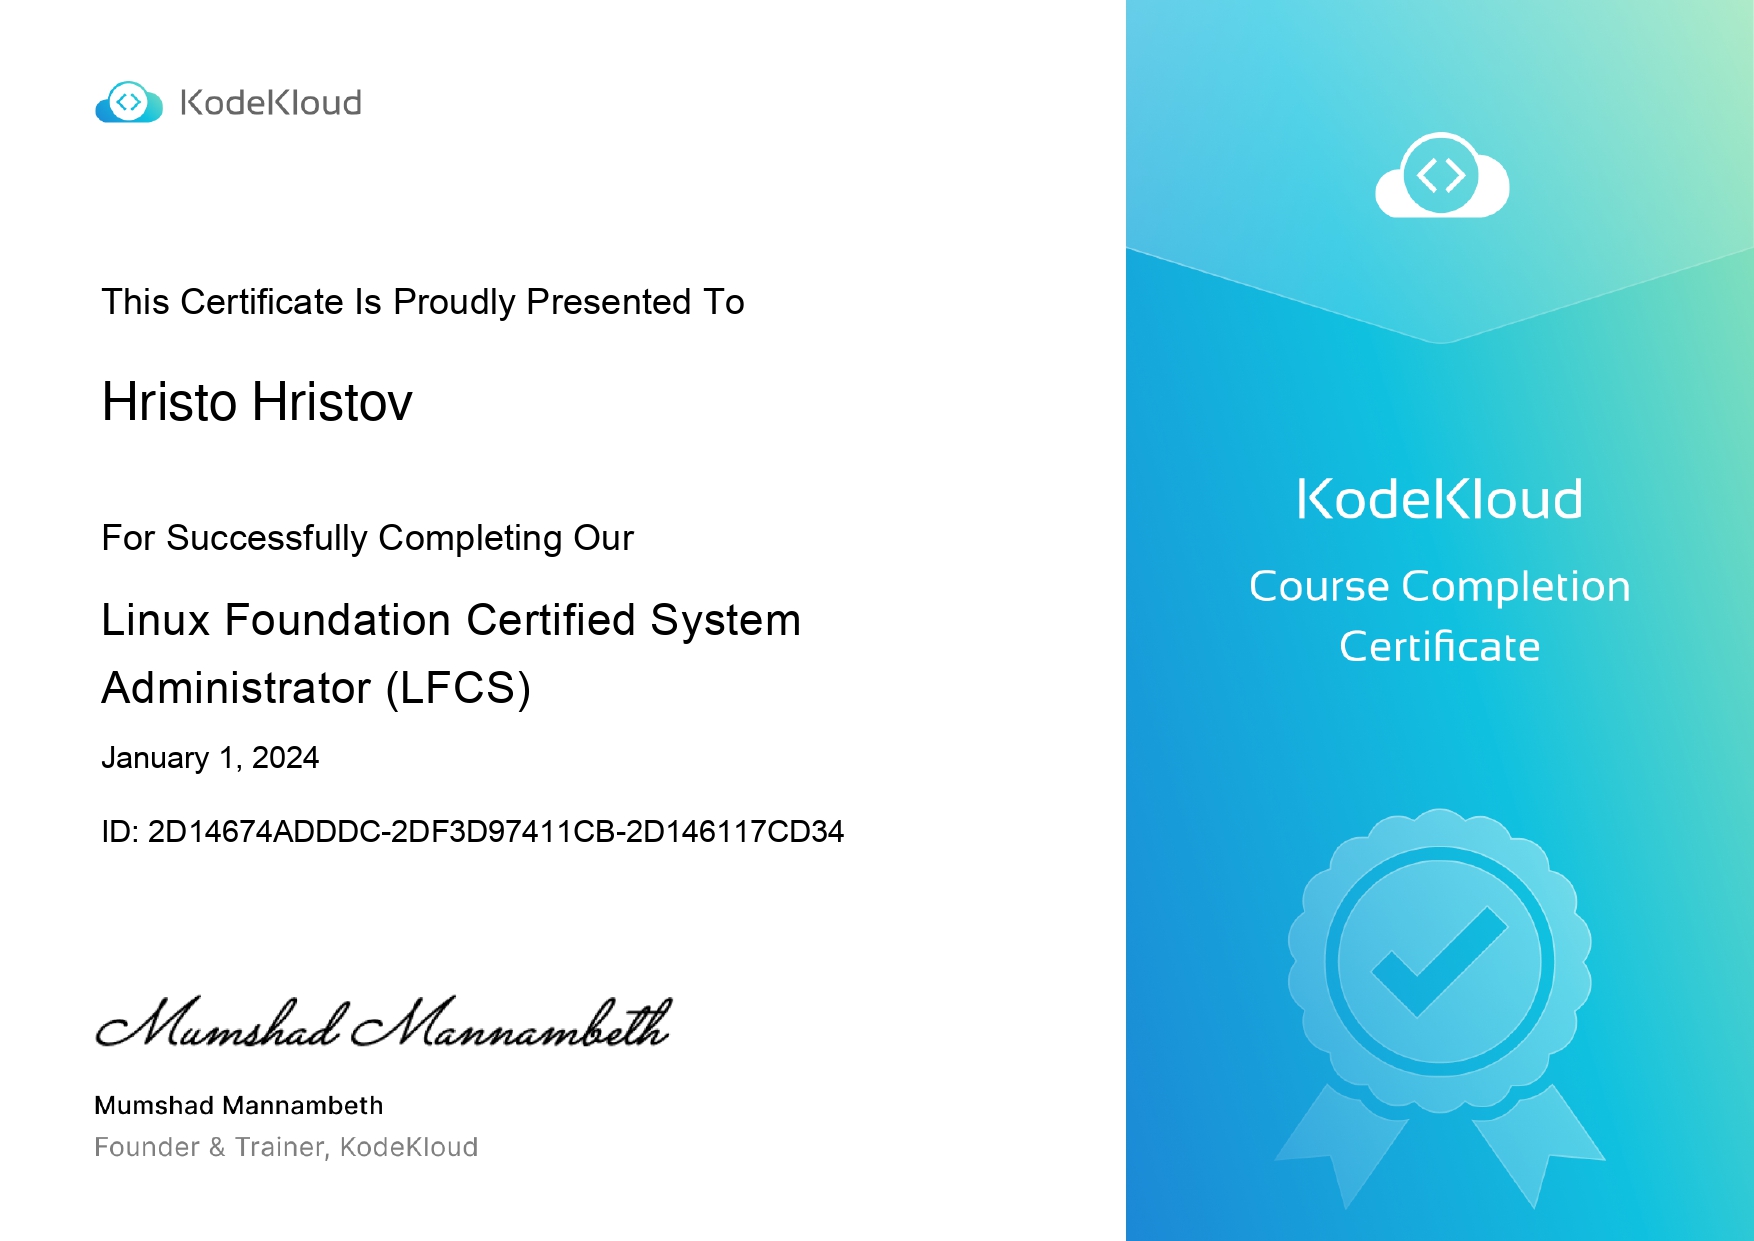 KodeKloud
This Certificate Is Proudly Presented To
Hristo Hristov
For Successfully Completing Our
Linux Foundation Certified System
Administrator (LFCS)
January 1, 2024
ID: 2D14674ADDDC-2DF3D97411CB-2D146117CD34
Mumshad Mannambeth
Mumshad Mannambeth
Founder & Trainer, KodeKloud
KodeKloud
Course Completion
Certificate